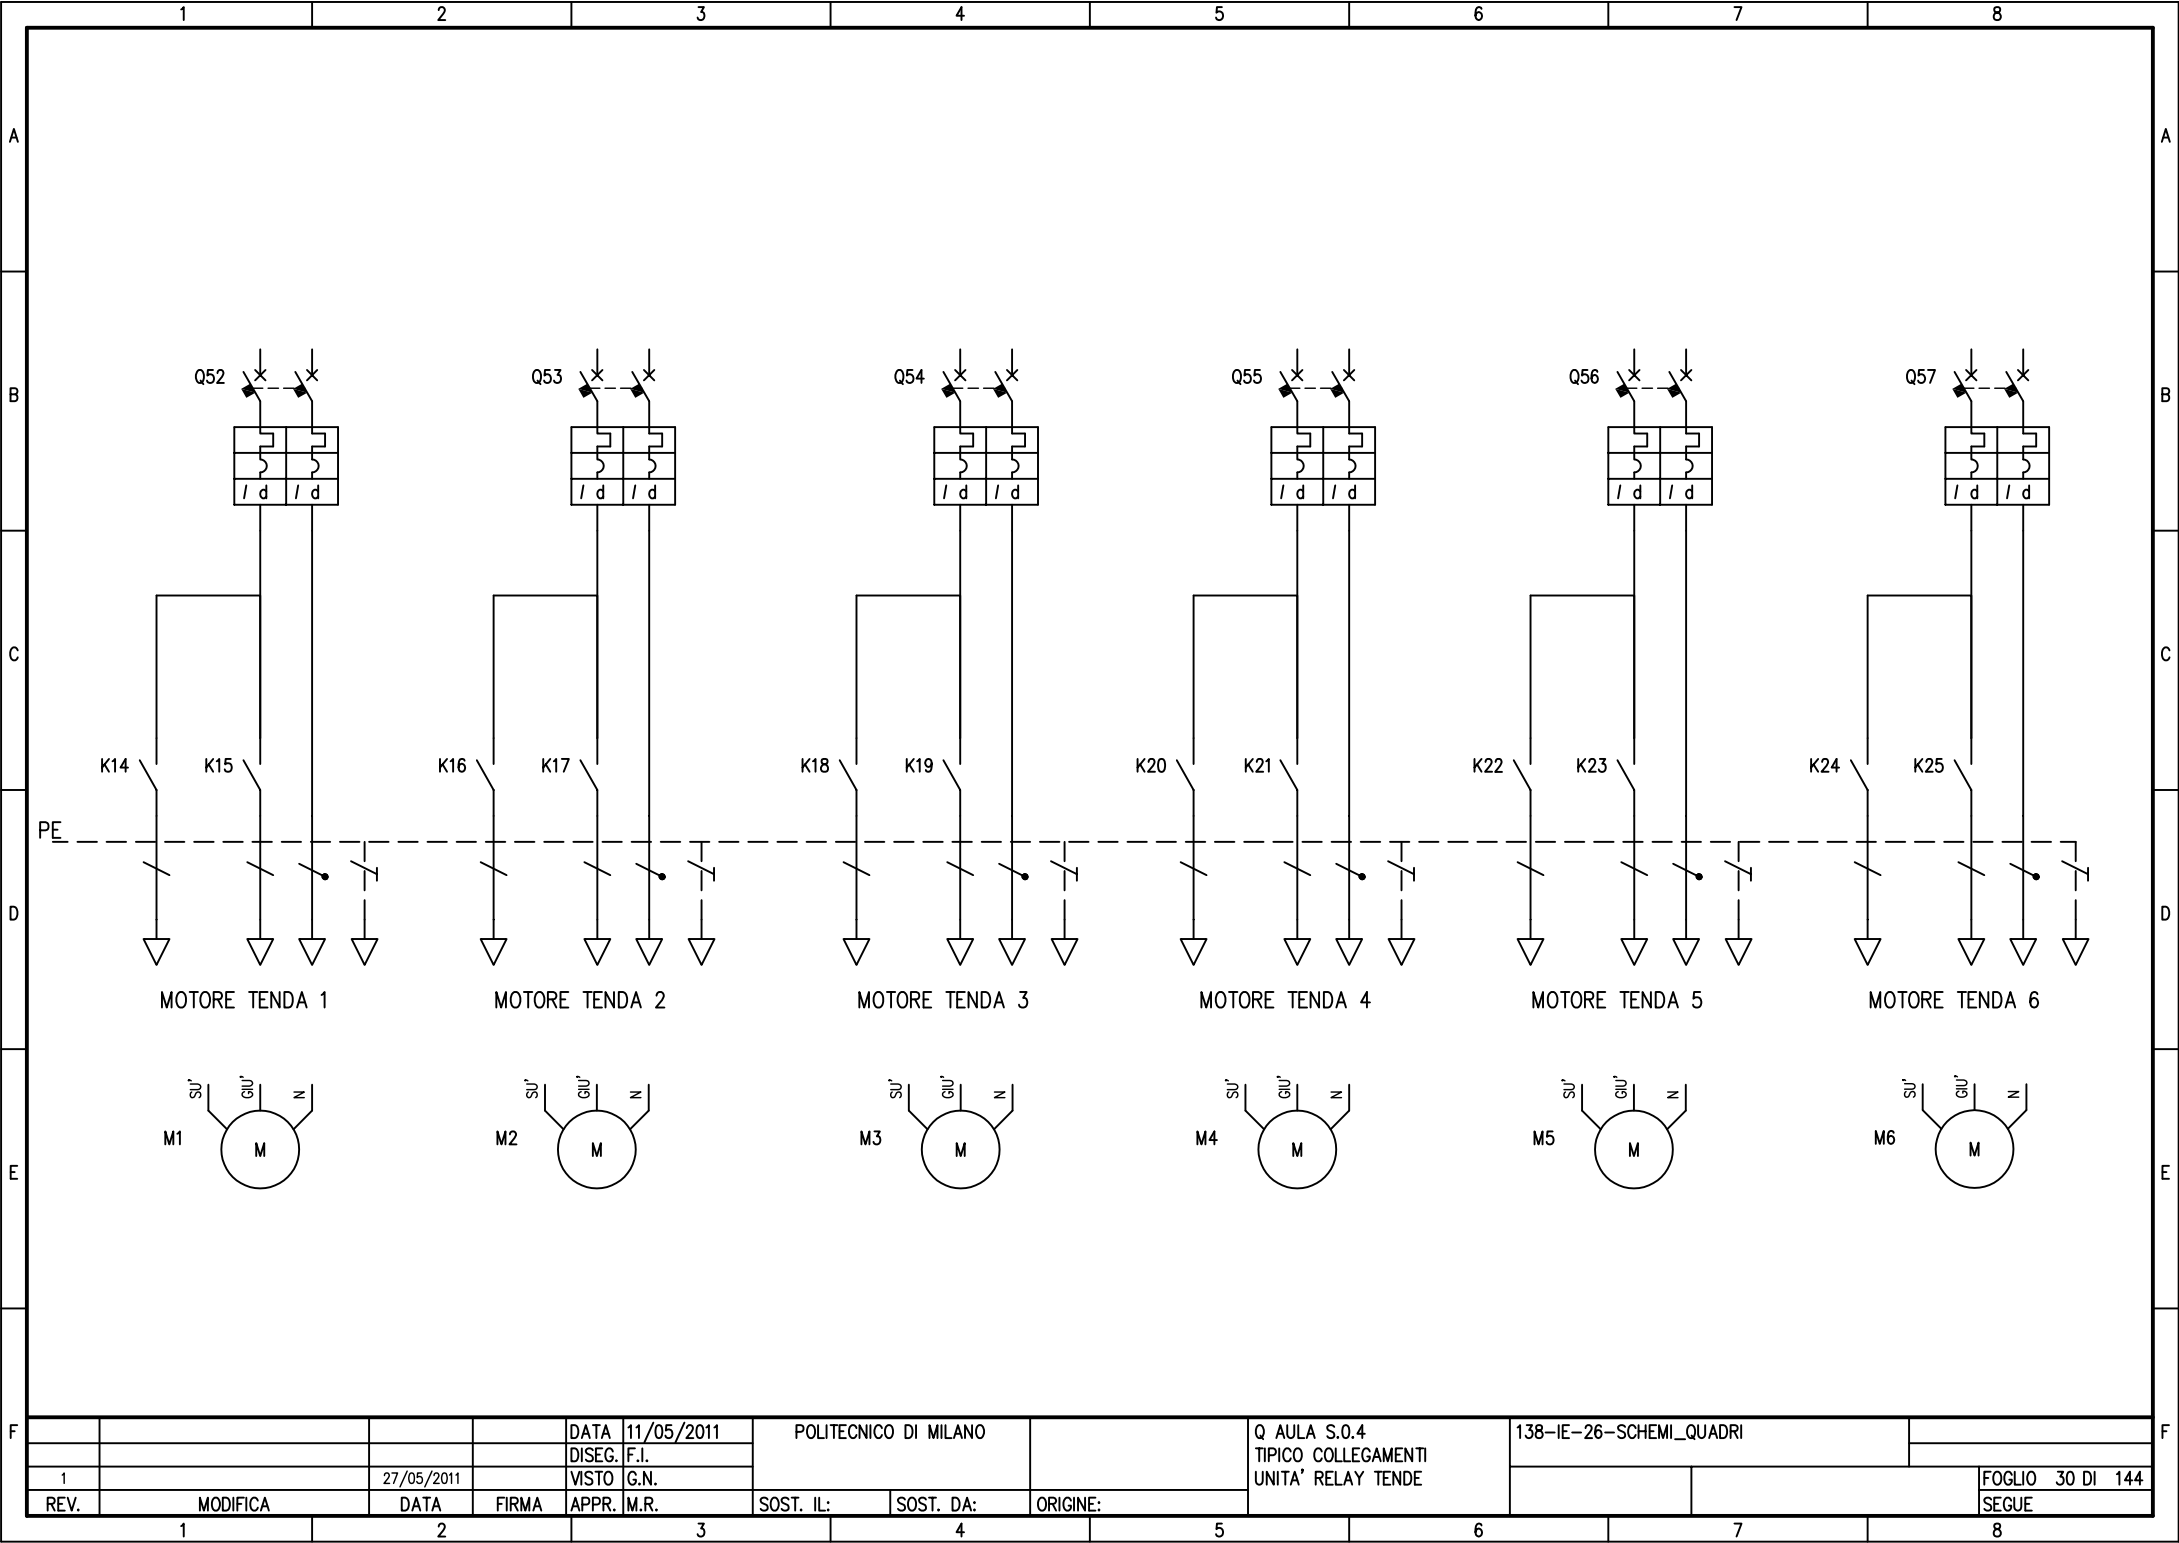 1 2 3 4 5 6 7 8
A A
Q52 Q53 Q54 Q55 Q56 Q57
B B
I d I d I d I d I d I d I d I d I d I d I d I d
C C
K14 K15 K16 K17 K18 K19 K20 K21 K22 K23 K24 K25
PE
D D
MOTORE TENDA 1 MOTORE TENDA 2 MOTORE TENDA 3 MOTORE TENDA 4 MOTORE TENDA 5 MOTORE TENDA 6
SU' GIU' N SU' GIU' N SU' GIU' N SU' GIU' N SU' GIU' N SU' GIU' N
M1 M M2 M M3 M M4 M M5 M M6 M
E E
F F
DATA 11/05/2011 POLITECNICO DI MILANO Q AULA S.0.4 138-IE-26-SCHEMI_QUADRI
DISEG. F.I. TIPICO COLLEGAMENTI
1 27/05/2011 VISTO G.N. UNITA' RELAY TENDE FOGLIO 30 DI 144
REV. MODIFICA DATA FIRMA APPR. M.R. SOST. IL: SOST. DA: ORIGINE: SEGUE
1 2 3 4 5 6 7 8